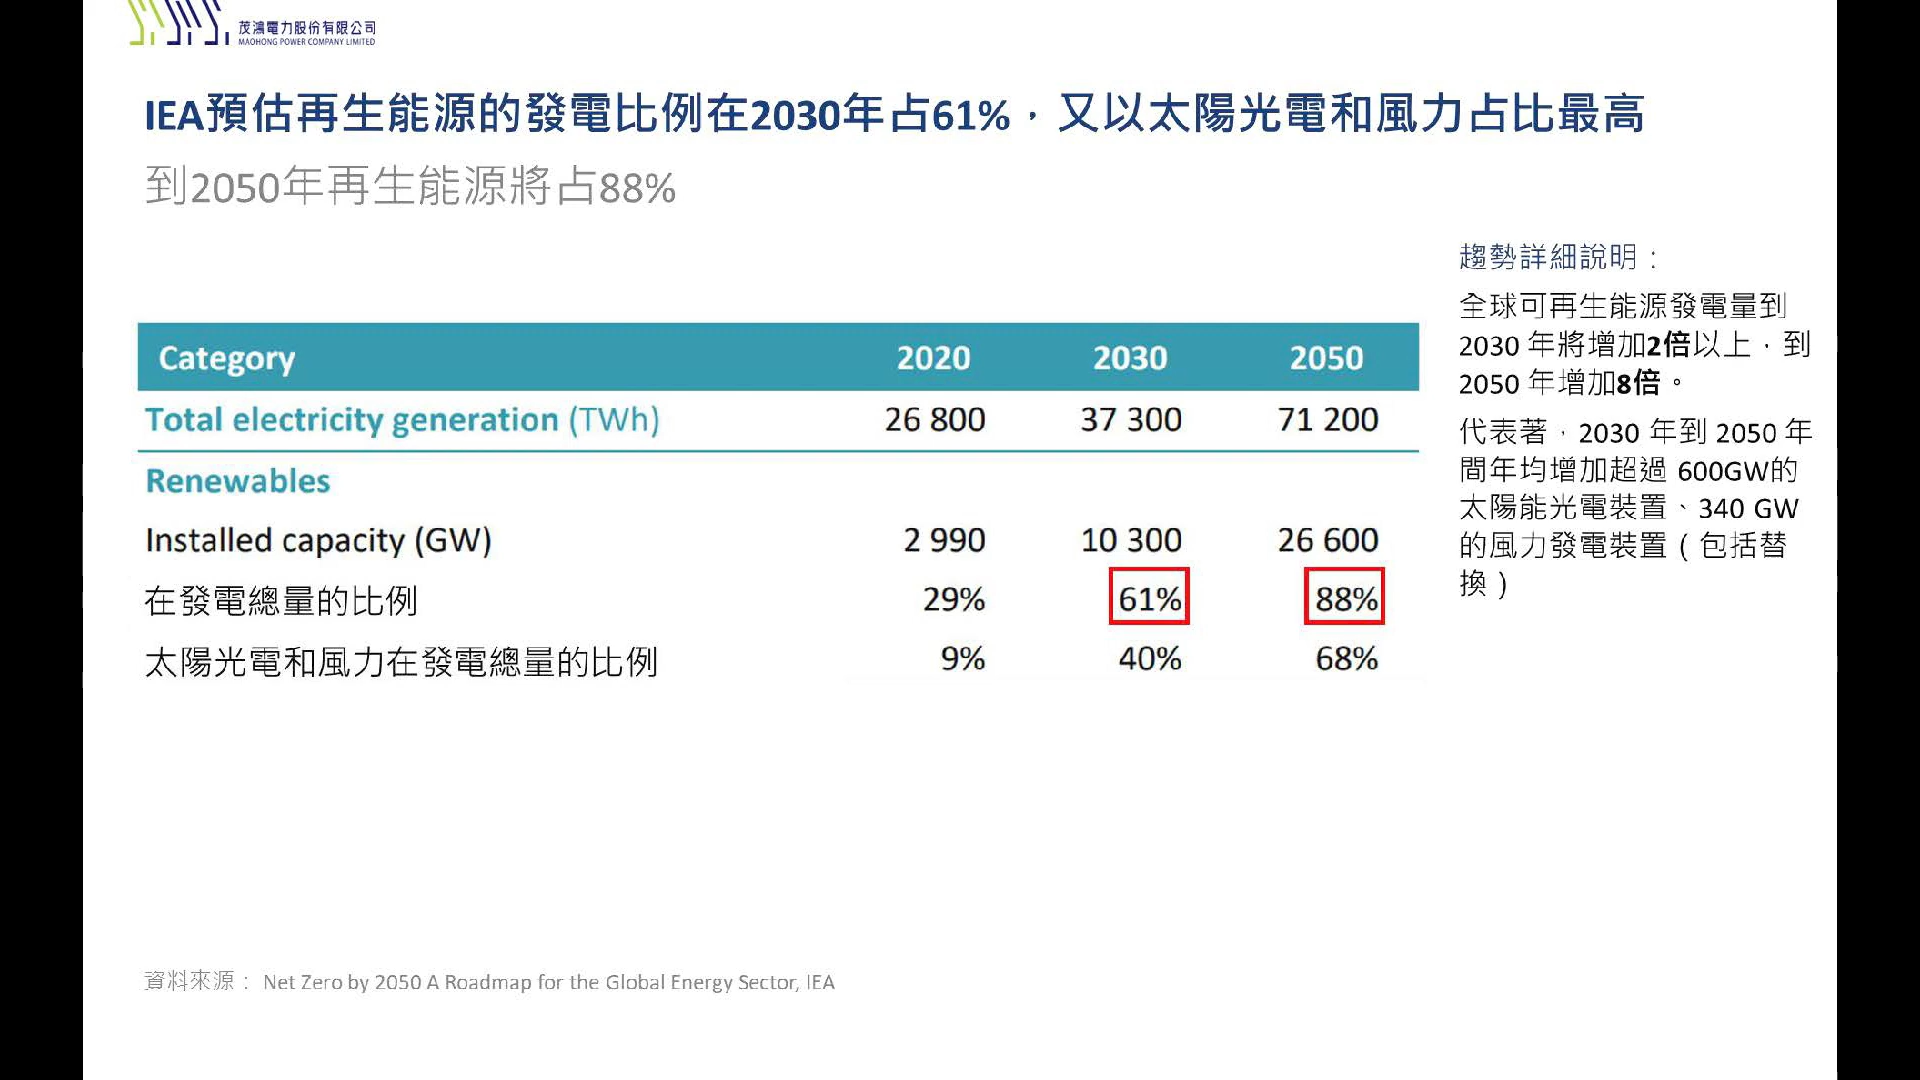 茂鴻電力股份有限公司
MAOHONG POWER COMPANY LIMITED
IEA預估再生能源的發電比例在2030年占61%，又以太陽光電和風力占比最高
到2050年再生能源將占88%
Category 2020 2030 2050
Total electricity generation (TWh) 26 800 37 300 71 200
Renewables
Installed capacity (GW) 2 990 10 300 26 600
在發電總量的比例 29% 61% 88%
太陽光電和風力在發電總量的比例 9% 40% 68%
趨勢詳細說明：
全球可再生能源發電量到
2030 年將增加2倍以上，到
2050 年增加8倍。
代表著，2030 年到 2050 年
間年均增加超過 600GW的
太陽能光電裝置、340 GW
的風力發電裝置（包括替
換）
資料來源： Net Zero by 2050 A Roadmap for the Global Energy Sector, IEA